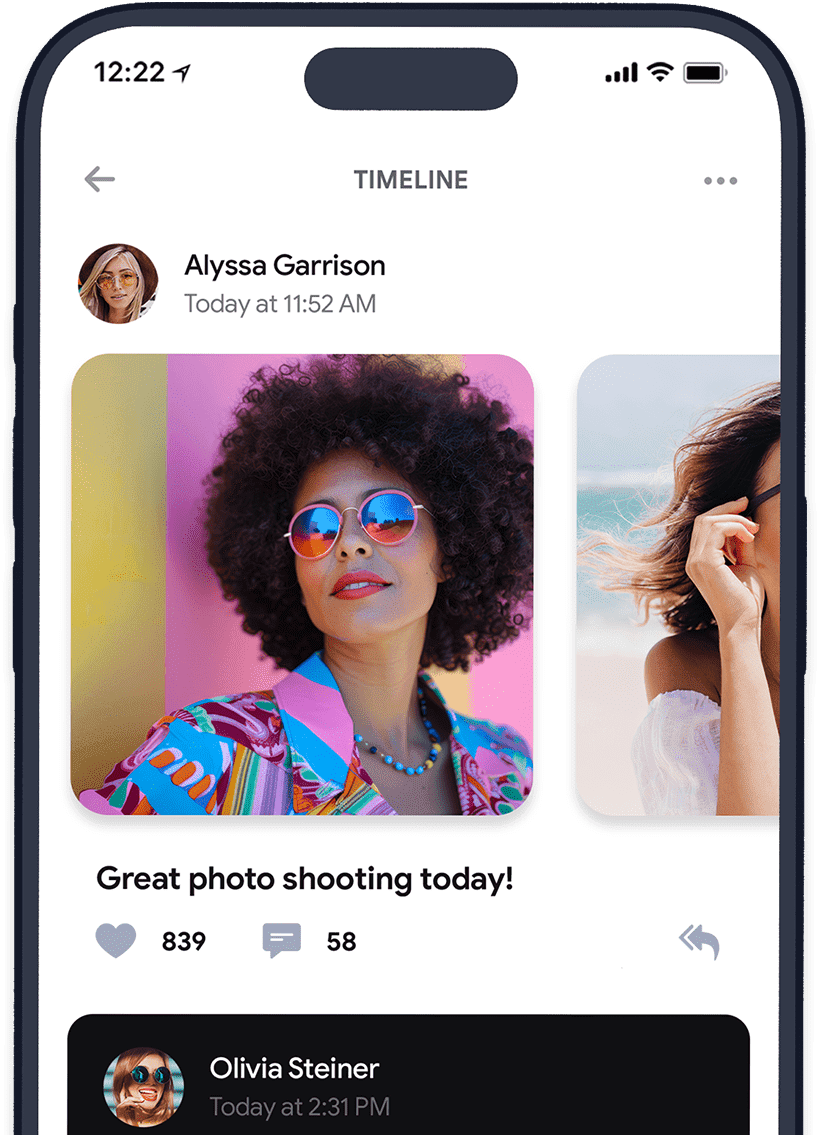 12:22
TIMELINE
Alyssa Garrison
Today at 11:52 AM
Great photo shooting today!
839 58
Olivia Steiner
Today at 2:31 PM